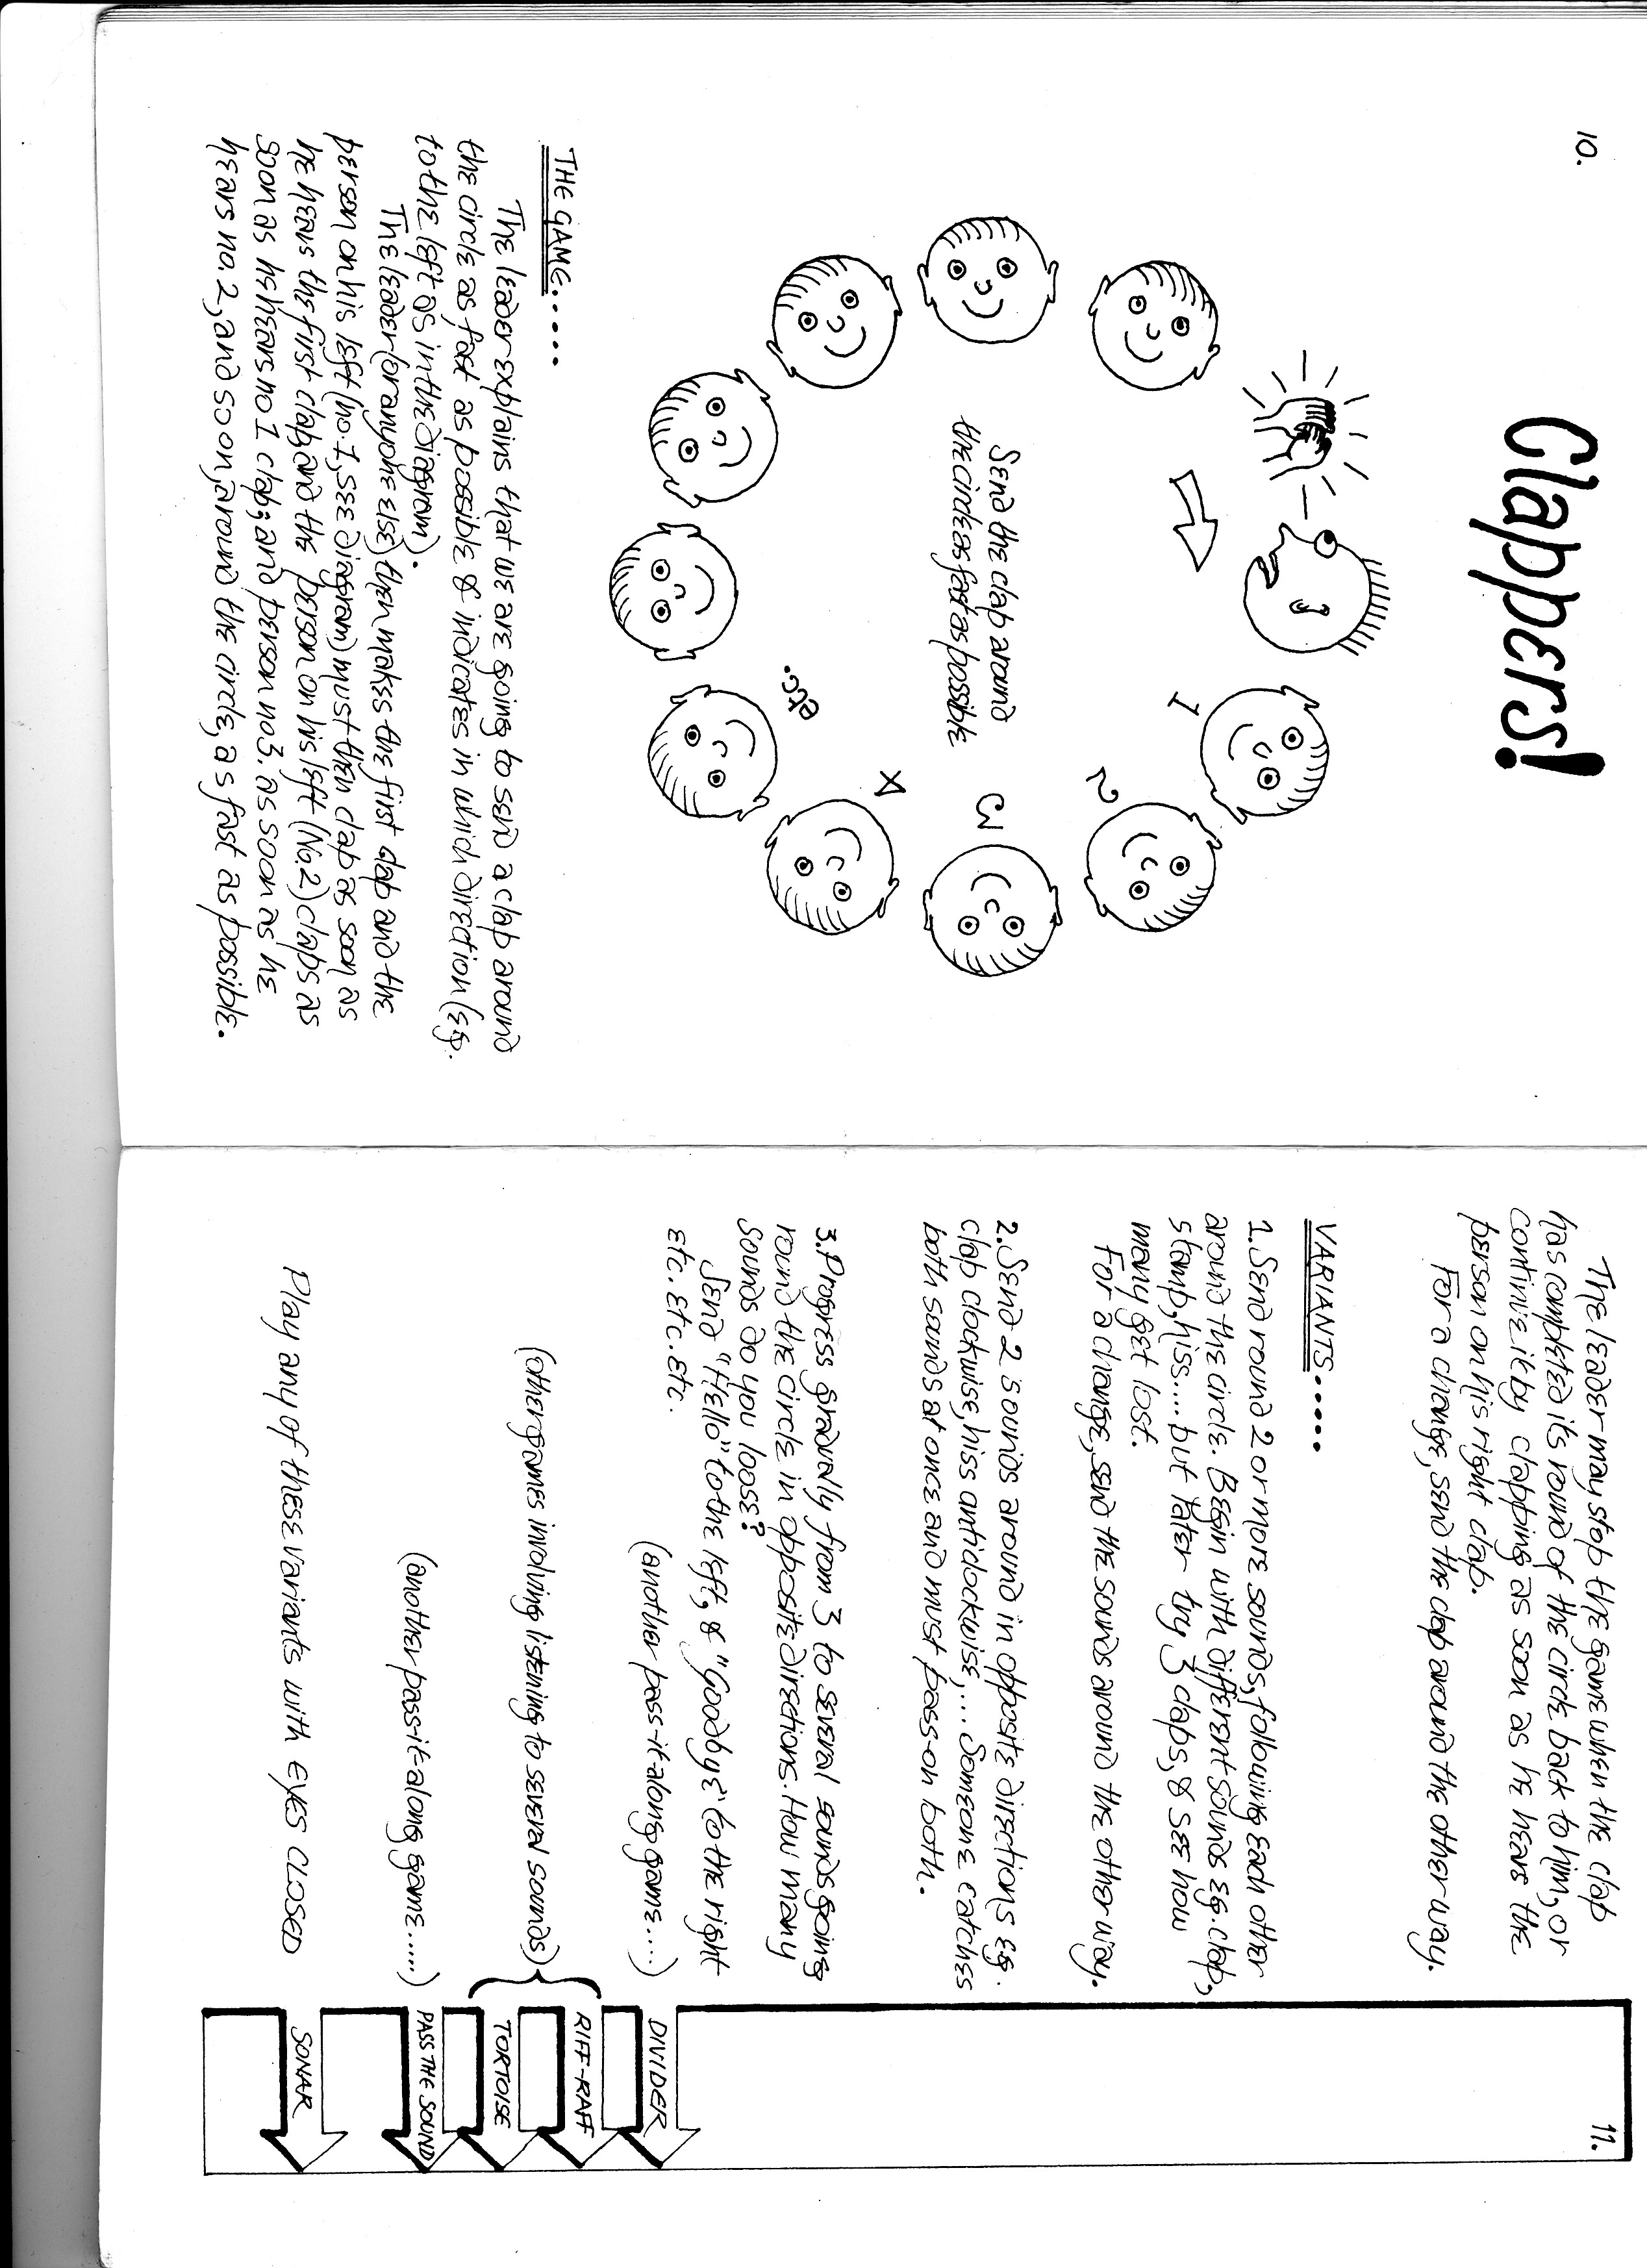 10.
Clappers!
1
2
3
4
etc.
Send the clap around
the circle as fast as possible
THE GAME.....
The leader explains that we are going to send a clap around
the circle as fast as possible & indicates in which direction (eg.
to the left as in the diagram).
The leader (or anyone else) then makes the first clap and the
person on his left (no. 1, see diagram) must then clap as soon as
he hears the first clap and the person on his left (No. 2) claps as
soon as he hears no 1 clap; and person no 3. as soon as he
hears no. 2, and so on, around the circle, as fast as possible.
11.
The leader may stop the game when the clap
has completed its round of the circle back to him, or
continue it by clapping as soon as he hears the
person on his right clap.
For a change, send the clap around the other way.
VARIANTS.....
1. Send round 2 or more sounds, following each other
around the circle. Begin with different sounds eg. clap,
stamp, hiss.... but later try 3 claps, & see how
many get lost.
For a change, send the sounds around the other way.
2. Send 2 sounds around in opposite directions eg.
clap clockwise, hiss anticlockwise,.... Someone catches
both sounds at once and must pass on both.
3. Progress gradually from 3 to several sounds going
round the circle in opposite directions. How many
sounds do you loose?
Send "Hello" to the left, & "Goodbye" to the right
etc. etc. etc.
(another pass-it-along game....)
DIVIDER
(other games involving listening to several sounds)
RIFF-RAFF
TORTOISE
(another pass-it-along game.....)
PASS THE SOUND
Play any of these variants with EYES CLOSED
SONAR